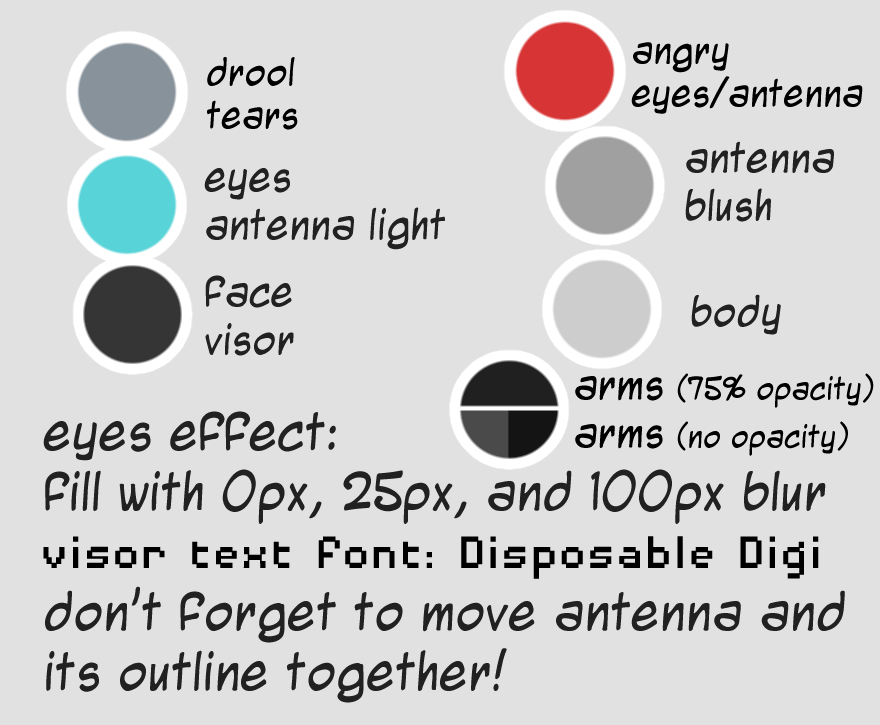 drool
tears
eyes
antenna light
face
visor
angry
eyes/antenna
antenna
blush
body
arms (75% opacity)
arms (no opacity)
eyes effect:
fill with 0px, 25px, and 100px blur
visor text font: Disposable Digi
don't forget to move antenna and
its outline together!